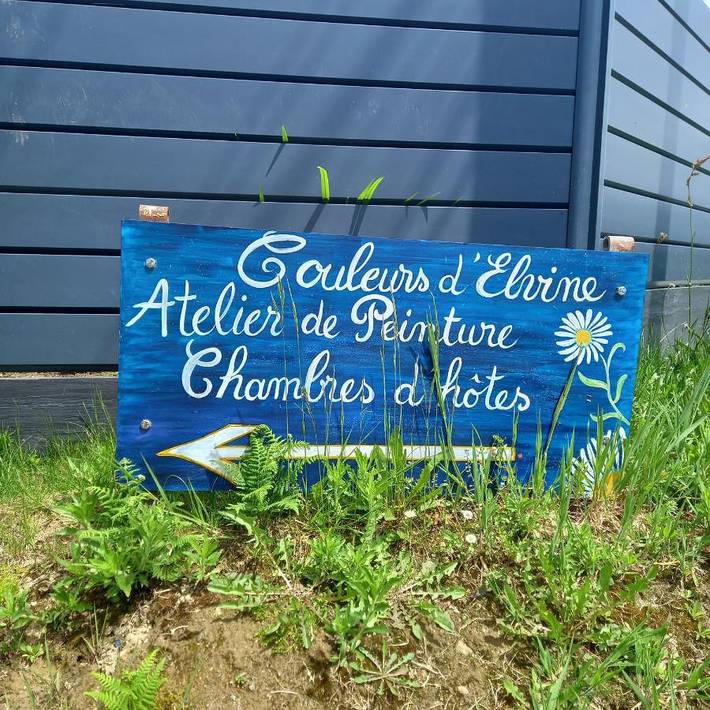 Couleurs d'Elvine
Atelier de Peinture
Chambres d'hôtes